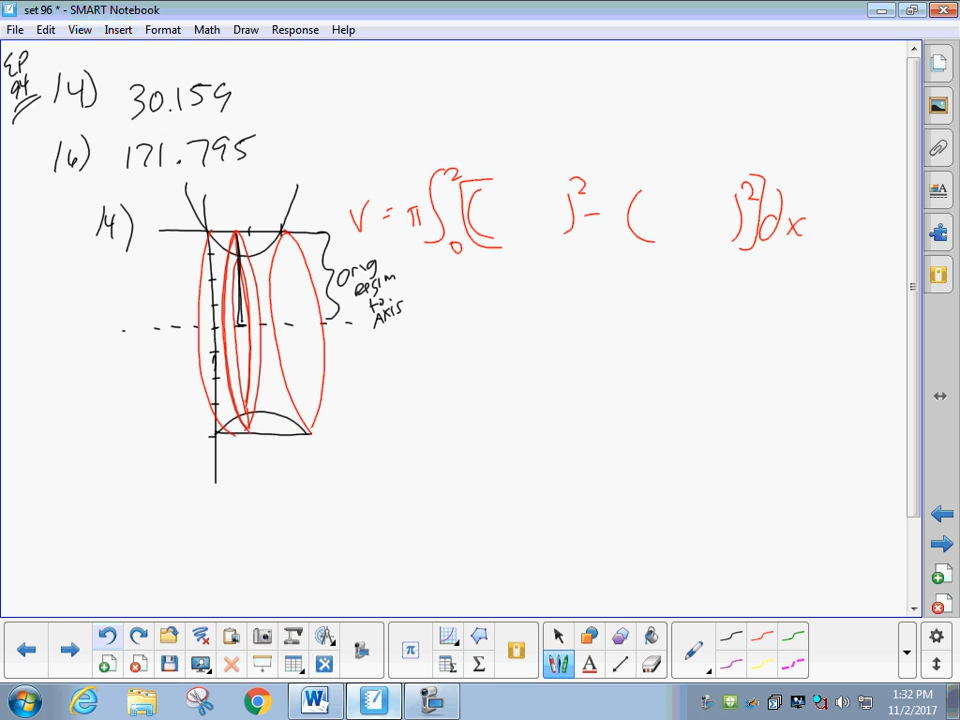 set 96 * - SMART Notebook
File Edit View Insert Format Math Draw Response Help
EP
94
14) 30.159
16) 171.795
14)
V = π∫₀² [( )² - ( )²] dx
orig
region
to
AXIS
1:32 PM
11/2/2017